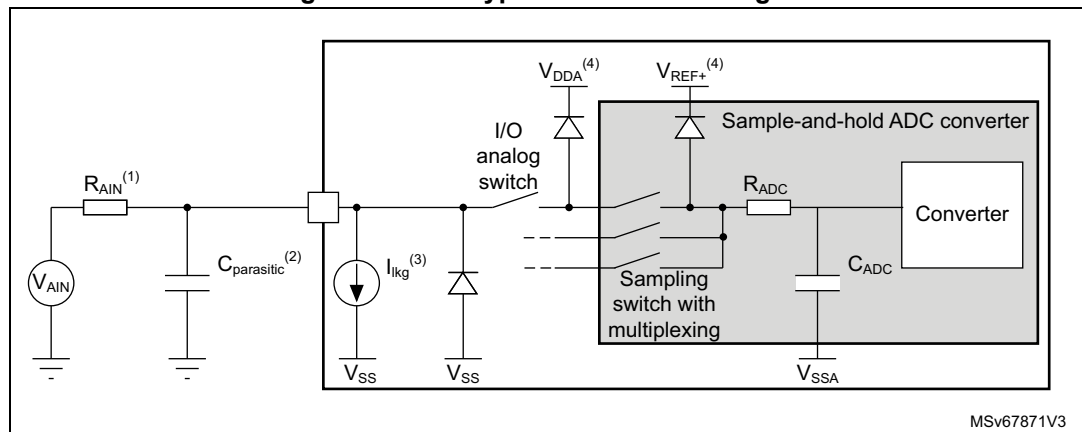 V_DDA^(4)
V_REF+^(4)
Sample-and-hold ADC converter
I/O
analog
switch
R_AIN^(1)
R_ADC
Converter
V_AIN
C_parasitic^(2)
I_lkg^(3)
C_ADC
Sampling
switch with
multiplexing
V_SS
V_SS
V_SSA
MSv67871V3